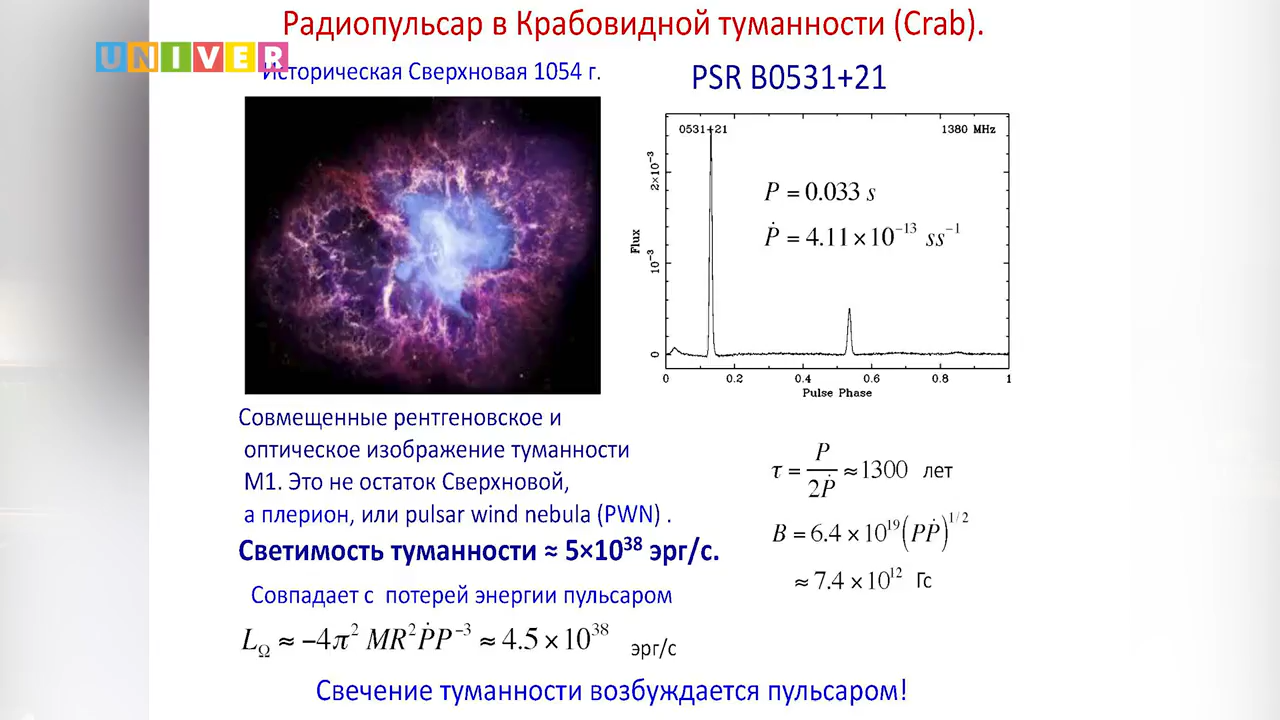 Радиопульсар в Крабовидной туманности (Crab).
UNIVER
Историческая Сверхновая 1054 г.
PSR B0531+21
0531+21
1380 MHz
P = 0.033 s
Ṗ = 4.11×10⁻¹³ ss⁻¹
Flux
2×10⁻³
10⁻³
0
0 0.2 0.4 0.6 0.8 1
Pulse Phase
Совмещенные рентгеновское и
оптическое изображение туманности
M1. Это не остаток Сверхновой,
а плерион, или pulsar wind nebula (PWN) .
Светимость туманности ≈ 5×10³⁸ эрг/с.
Совпадает с потерей энергии пульсаром
L_Ω ≈ −4π² MR²ṖP⁻³ ≈ 4.5×10³⁸ эрг/с
τ = P/2Ṗ ≈ 1300 лет
B = 6.4×10¹⁹(PṖ)^1/2
≈ 7.4×10¹² Гс
Свечение туманности возбуждается пульсаром!